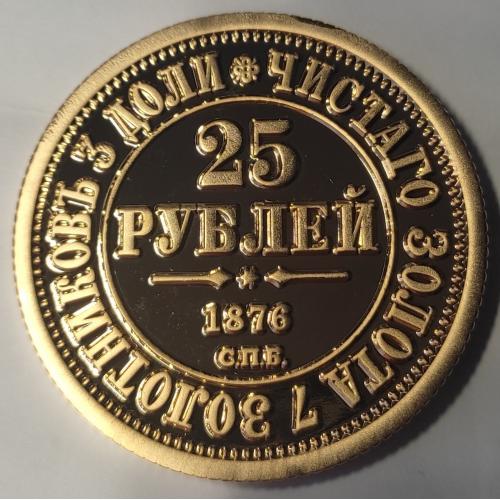 25
РУБЛЕЙ
1876
С.П.Б.
ЧИСТАГО ЗОЛОТА 7 ЗОЛОТНИКОВЪ 3 ДОЛИ